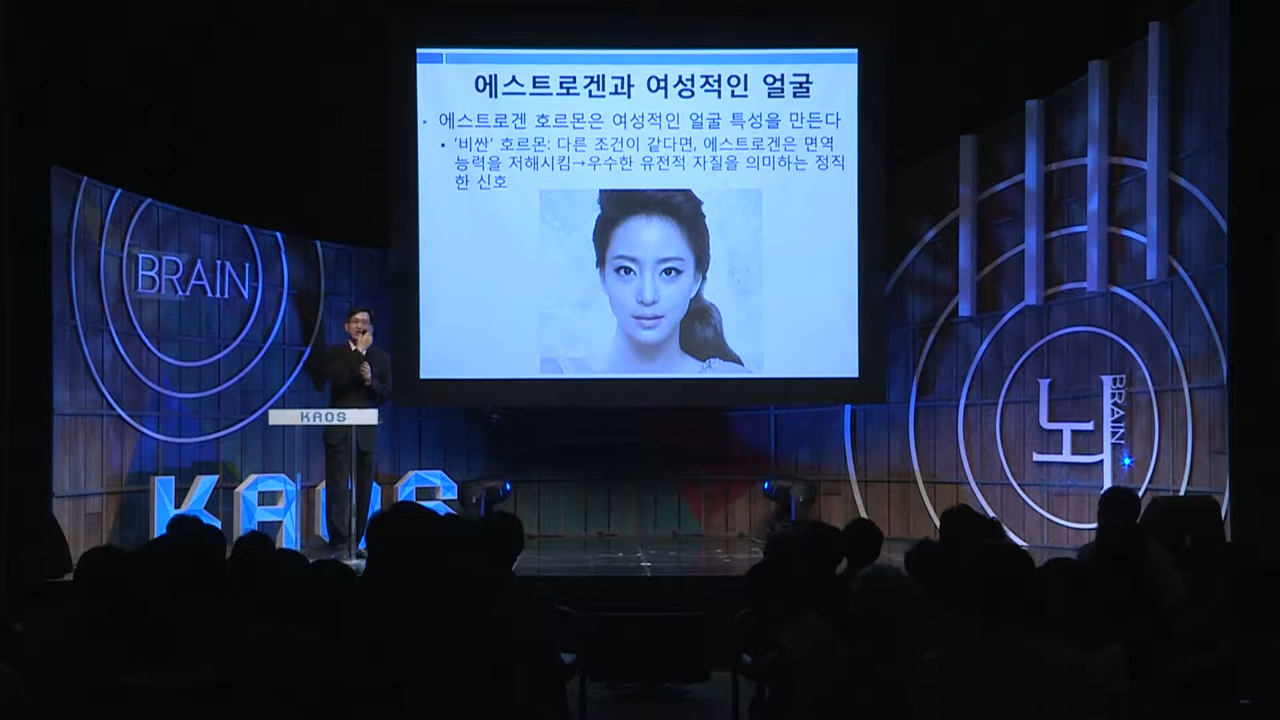 에스트로겐과 여성적인 얼굴
• 에스트로겐 호르몬은 여성적인 얼굴 특성을 만든다
• ‘비싼’ 호르몬: 다른 조건이 같다면, 에스트로겐은 면역
능력을 저해시킴→우수한 유전적 자질을 의미하는 정직
한 신호
BRAIN
KAOS
KAOS
뇌
BRAIN